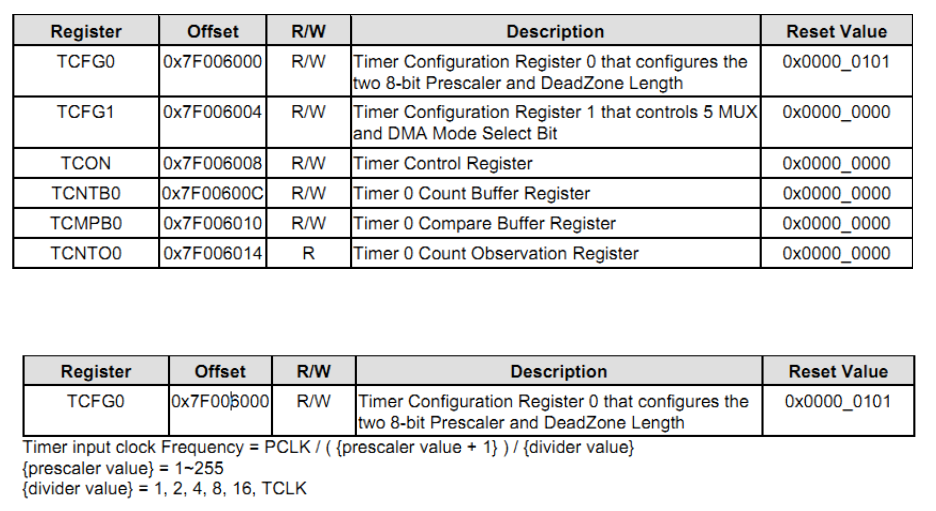 Register Offset R/W Description Reset Value
TCFG0 0x7F006000 R/W Timer Configuration Register 0 that configures the 0x0000_0101
two 8-bit Prescaler and DeadZone Length
TCFG1 0x7F006004 R/W Timer Configuration Register 1 that controls 5 MUX 0x0000_0000
and DMA Mode Select Bit
TCON 0x7F006008 R/W Timer Control Register 0x0000_0000
TCNTB0 0x7F00600C R/W Timer 0 Count Buffer Register 0x0000_0000
TCMPB0 0x7F006010 R/W Timer 0 Compare Buffer Register 0x0000_0000
TCNTO0 0x7F006014 R Timer 0 Count Observation Register 0x0000_0000
Register Offset R/W Description Reset Value
TCFG0 0x7F006000 R/W Timer Configuration Register 0 that configures the 0x0000_0101
two 8-bit Prescaler and DeadZone Length
Timer input clock Frequency = PCLK / ( {prescaler value + 1} ) / {divider value}
{prescaler value} = 1~255
{divider value} = 1, 2, 4, 8, 16, TCLK